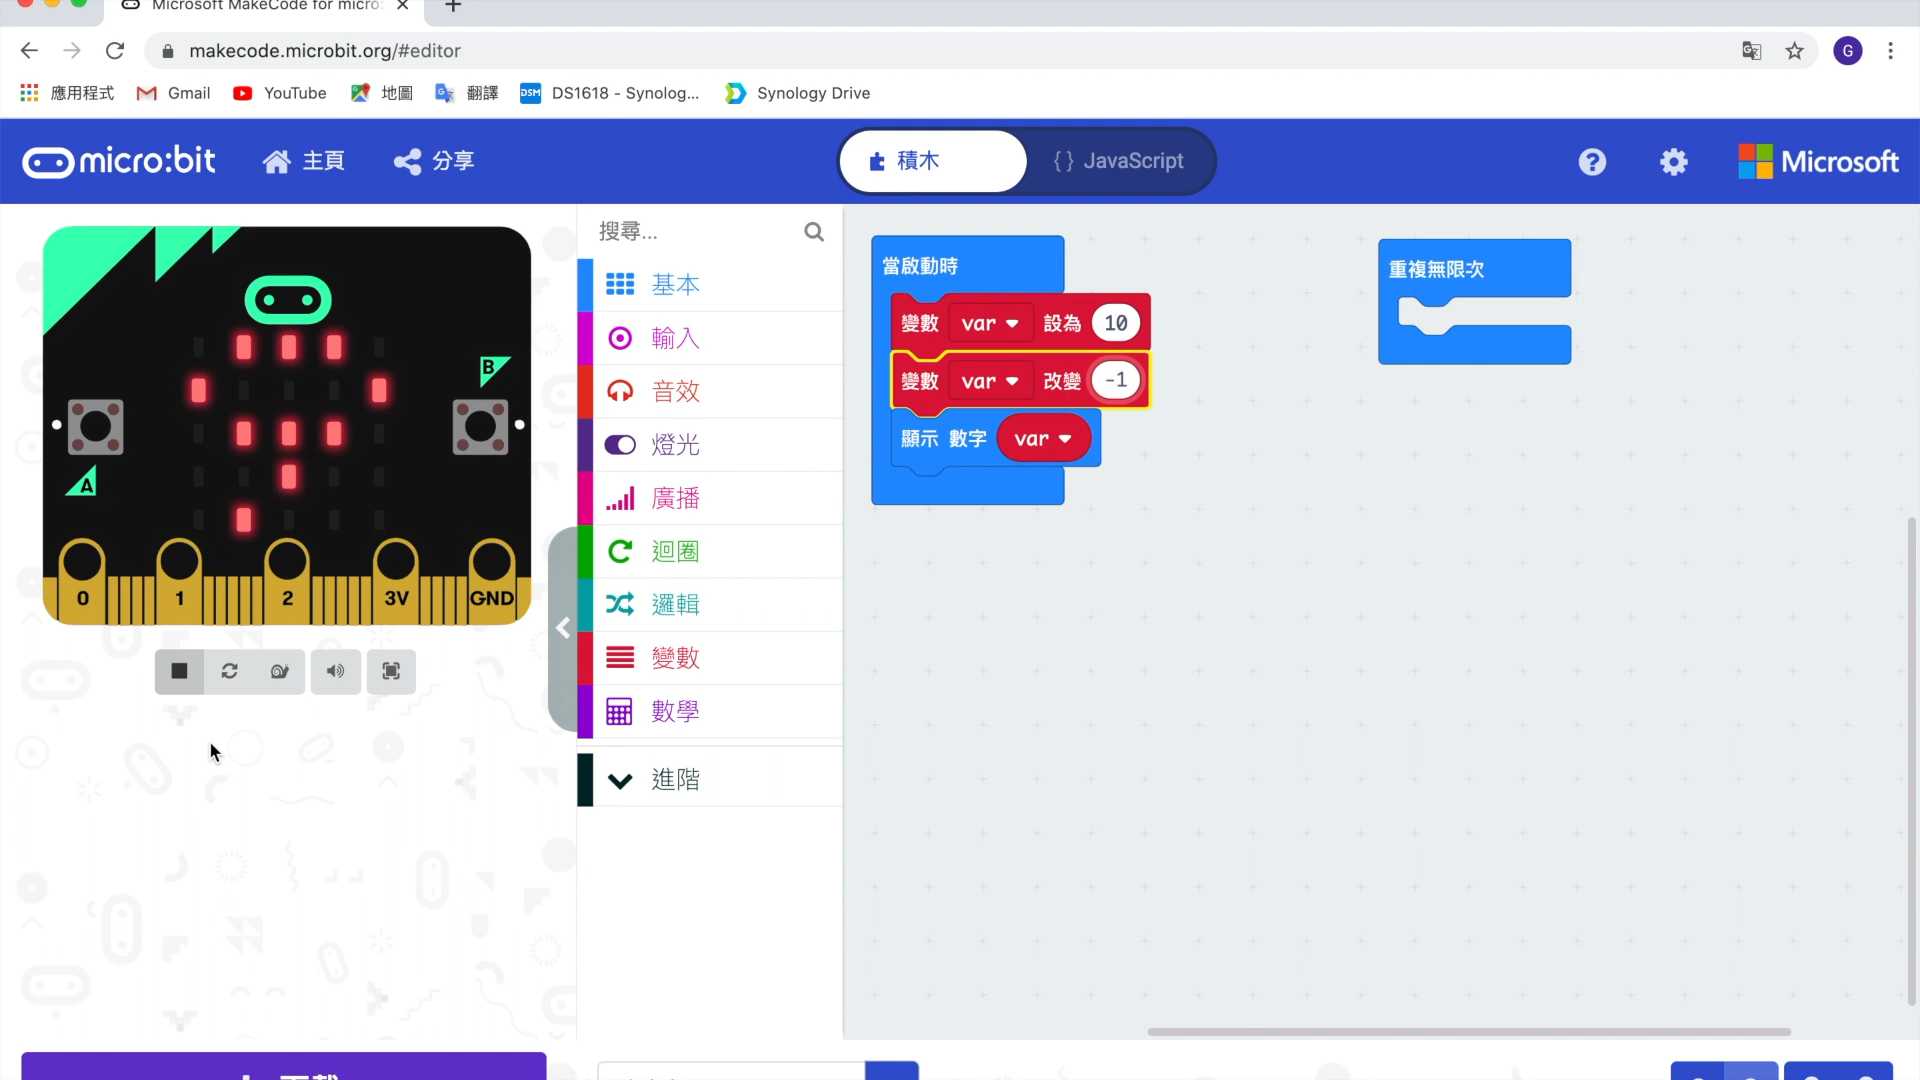 Microsoft MakeCode for micro:
makecode.microbit.org/#editor
G
應用程式 Gmail YouTube 地圖 翻譯 DS1618 - Synolog... Synology Drive
micro:bit 主頁 分享 積木 {} JavaScript Microsoft
搜尋...
基本
輸入
音效
燈光
廣播
迴圈
邏輯
變數
數學
進階
B
A
0 1 2 3V GND
當啟動時
變數 var 設為 10
變數 var 改變 -1
顯示 數字 var
重複無限次
下載